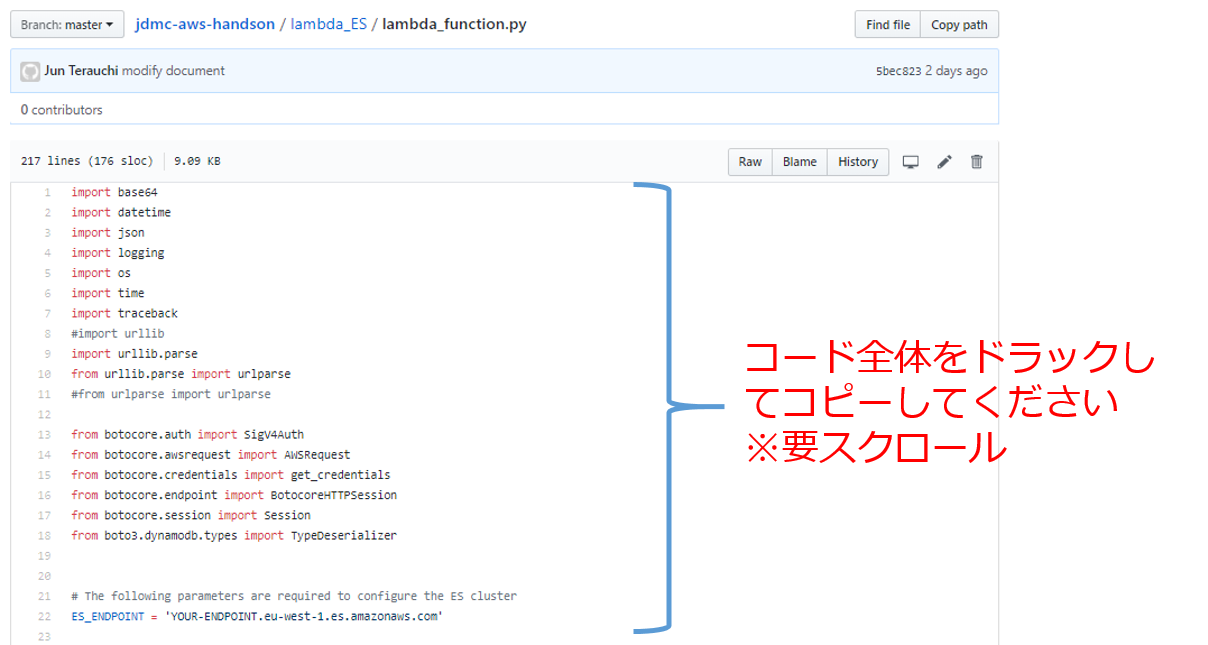 Branch: master jdmc-aws-handson / lambda_ES / lambda_function.py Find file Copy path
Jun Terauchi modify document 5bec823 2 days ago
0 contributors
217 lines (176 sloc) 9.09 KB Raw Blame History
1 import base64
2 import datetime
3 import json
4 import logging
5 import os
6 import time
7 import traceback
8 #import urllib
9 import urllib.parse
10 from urllib.parse import urlparse
11 #from urlparse import urlparse
12
13 from botocore.auth import SigV4Auth
14 from botocore.awsrequest import AWSRequest
15 from botocore.credentials import get_credentials
16 from botocore.endpoint import BotocoreHTTPSession
17 from botocore.session import Session
18 from boto3.dynamodb.types import TypeDeserializer
19
20
21 # The following parameters are required to configure the ES cluster
22 ES_ENDPOINT = 'YOUR-ENDPOINT.eu-west-1.es.amazonaws.com'
23
コード全体をドラックし
てコピーしてください
※要スクロール